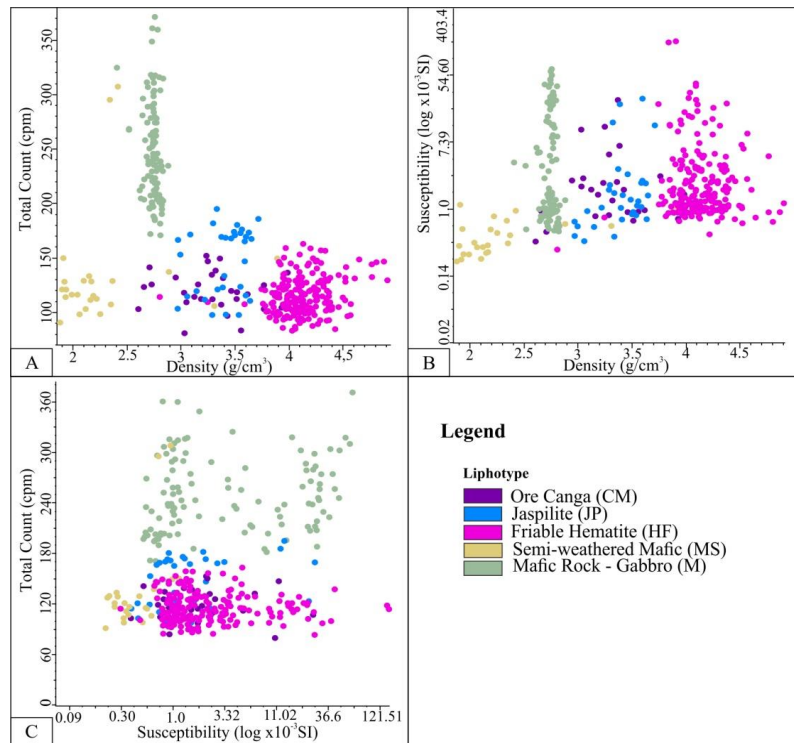 350
300
250
200
150
100
Total Count (cpm)
2
2.5
3
3.5
4
4,5
A
Density (g/cm³)
403.4
54.60
7.39
1.0
0.14
0.02
Susceptibility (log x10⁻³SI)
2
2.5
3
3.5
4
4.5
B
Density (g/cm³)
360
300
240
180
120
60
0
Total Count (cpm)
0.09
0.30
1.0
3.32
11.02
36.6
121.51
C
Susceptibility (log x10⁻³SI)
Legend
Liphotype
Ore Canga (CM)
Jaspilite (JP)
Friable Hematite (HF)
Semi-weathered Mafic (MS)
Mafic Rock - Gabbro (M)